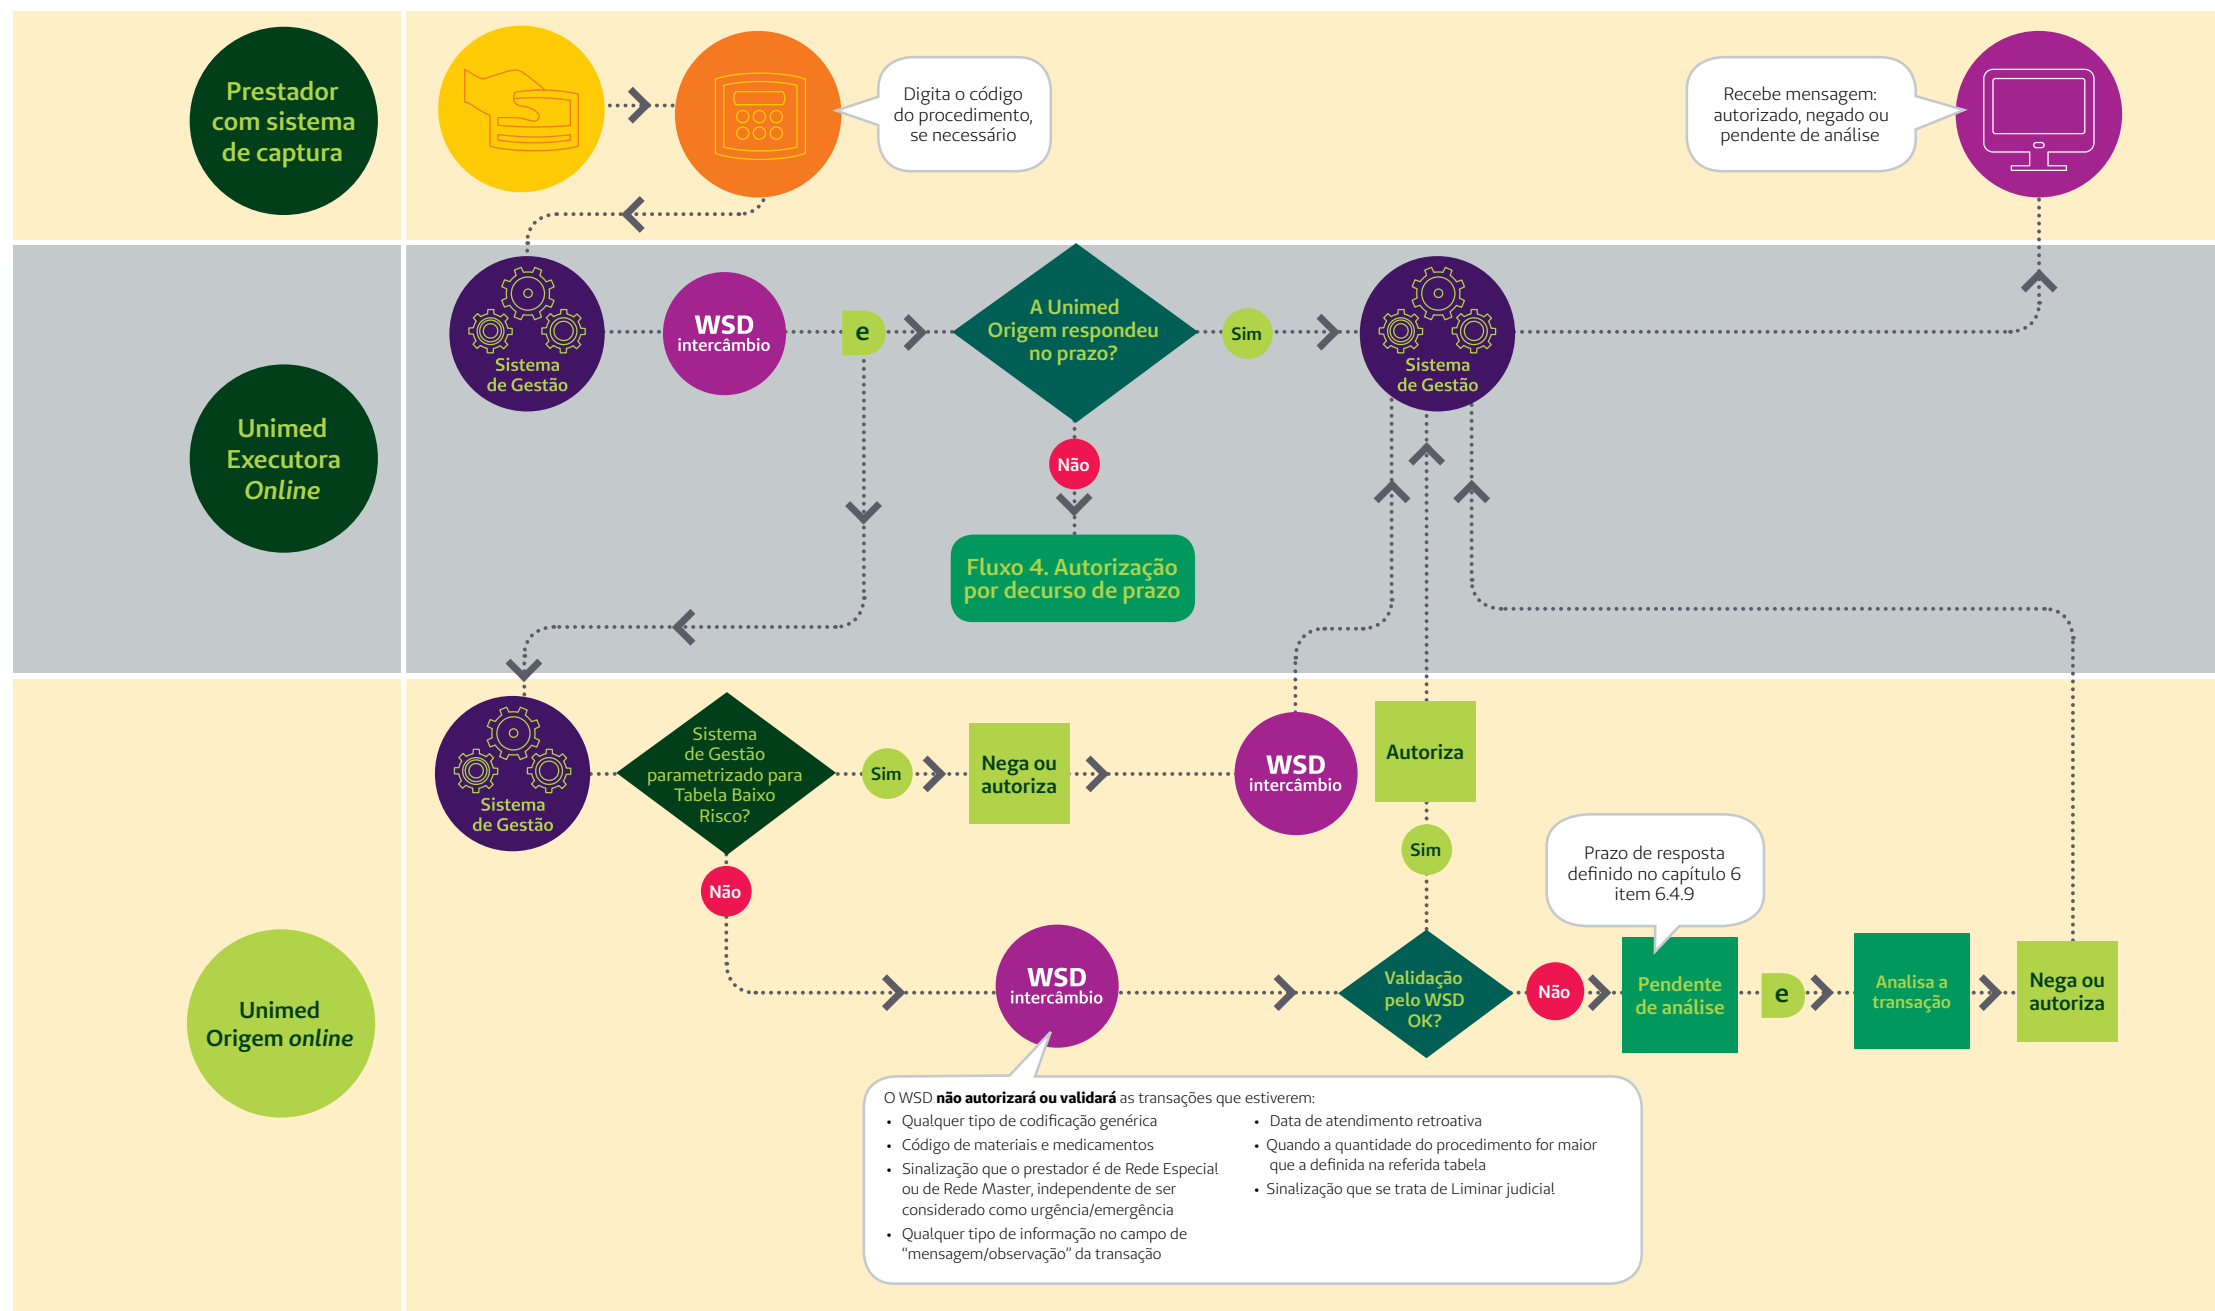 Prestador
com sistema
de captura
Digita o código
do procedimento,
se necessário
Recebe mensagem:
autorizado, negado ou
pendente de análise
Unimed
Executora
Online
Sistema
de Gestão
WSD
intercâmbio
e
A Unimed
Origem respondeu
no prazo?
Sim
Sistema
de Gestão
Não
Fluxo 4. Autorização
por decurso de prazo
Unimed
Origem online
Sistema
de Gestão
Sistema
de Gestão
parametrizado para
Tabela Baixo
Risco?
Sim
Nega ou
autoriza
WSD
intercâmbio
Autoriza
Sim
Não
WSD
intercâmbio
Validação
pelo WSD
OK?
Não
Prazo de resposta
definido no capítulo 6
item 6.4.9
Pendente
de análise
e
Analisa a
transação
Nega ou
autoriza
O WSD não autorizará ou validará as transações que estiverem:
• Qualquer tipo de codificação genérica
• Código de materiais e medicamentos
• Sinalização que o prestador é de Rede Especial
ou de Rede Master, independente de ser
considerado como urgência/emergência
• Qualquer tipo de informação no campo de
“mensagem/observação” da transação
• Data de atendimento retroativa
• Quando a quantidade do procedimento for maior
que a definida na referida tabela
• Sinalização que se trata de Liminar judicial